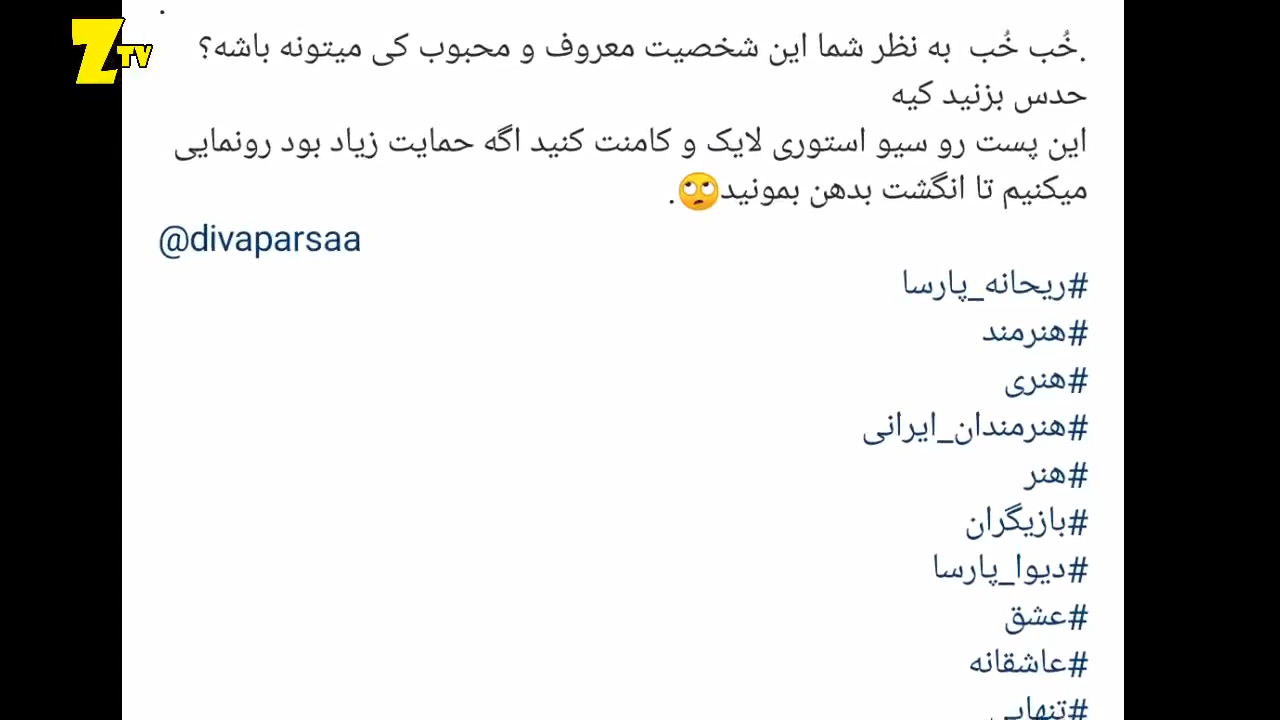 Z TV
.
.خُب خُب به نظر شما این شخصیت معروف و محبوب کی میتونه باشه؟
حدس بزنید کیه
این پست رو سیو استوری لایک و کامنت کنید اگه حمایت زیاد بود رونمایی
میکنیم تا انگشت بدهن بمونید🙄.
@divaparsaa
#ریحانه_پارسا
#هنرمند
#هنری
#هنرمندان_ایرانی
#هنر
#بازیگران
#دیوا_پارسا
#عشق
#عاشقانه
#تنهایی